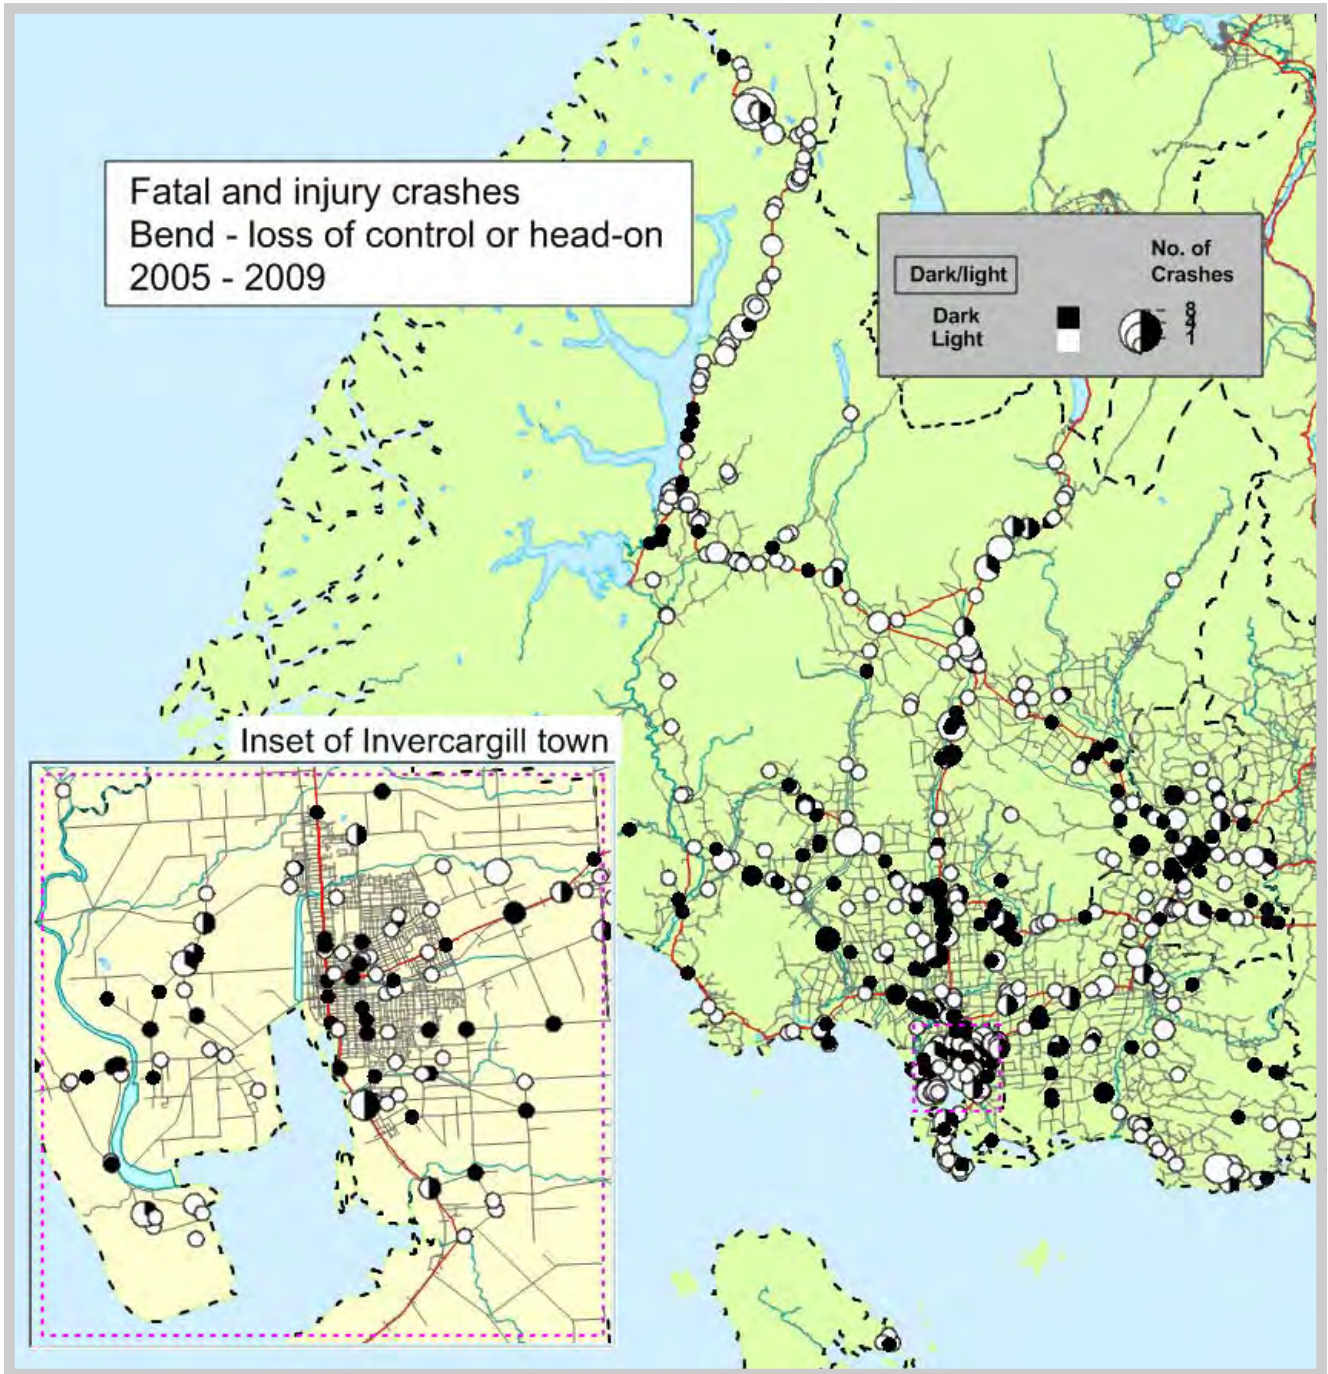 Fatal and injury crashes
Bend - loss of control or head-on
2005 - 2009
No. of
Crashes
Dark/light
Dark
Light
8
4
1
Inset of Invercargill town